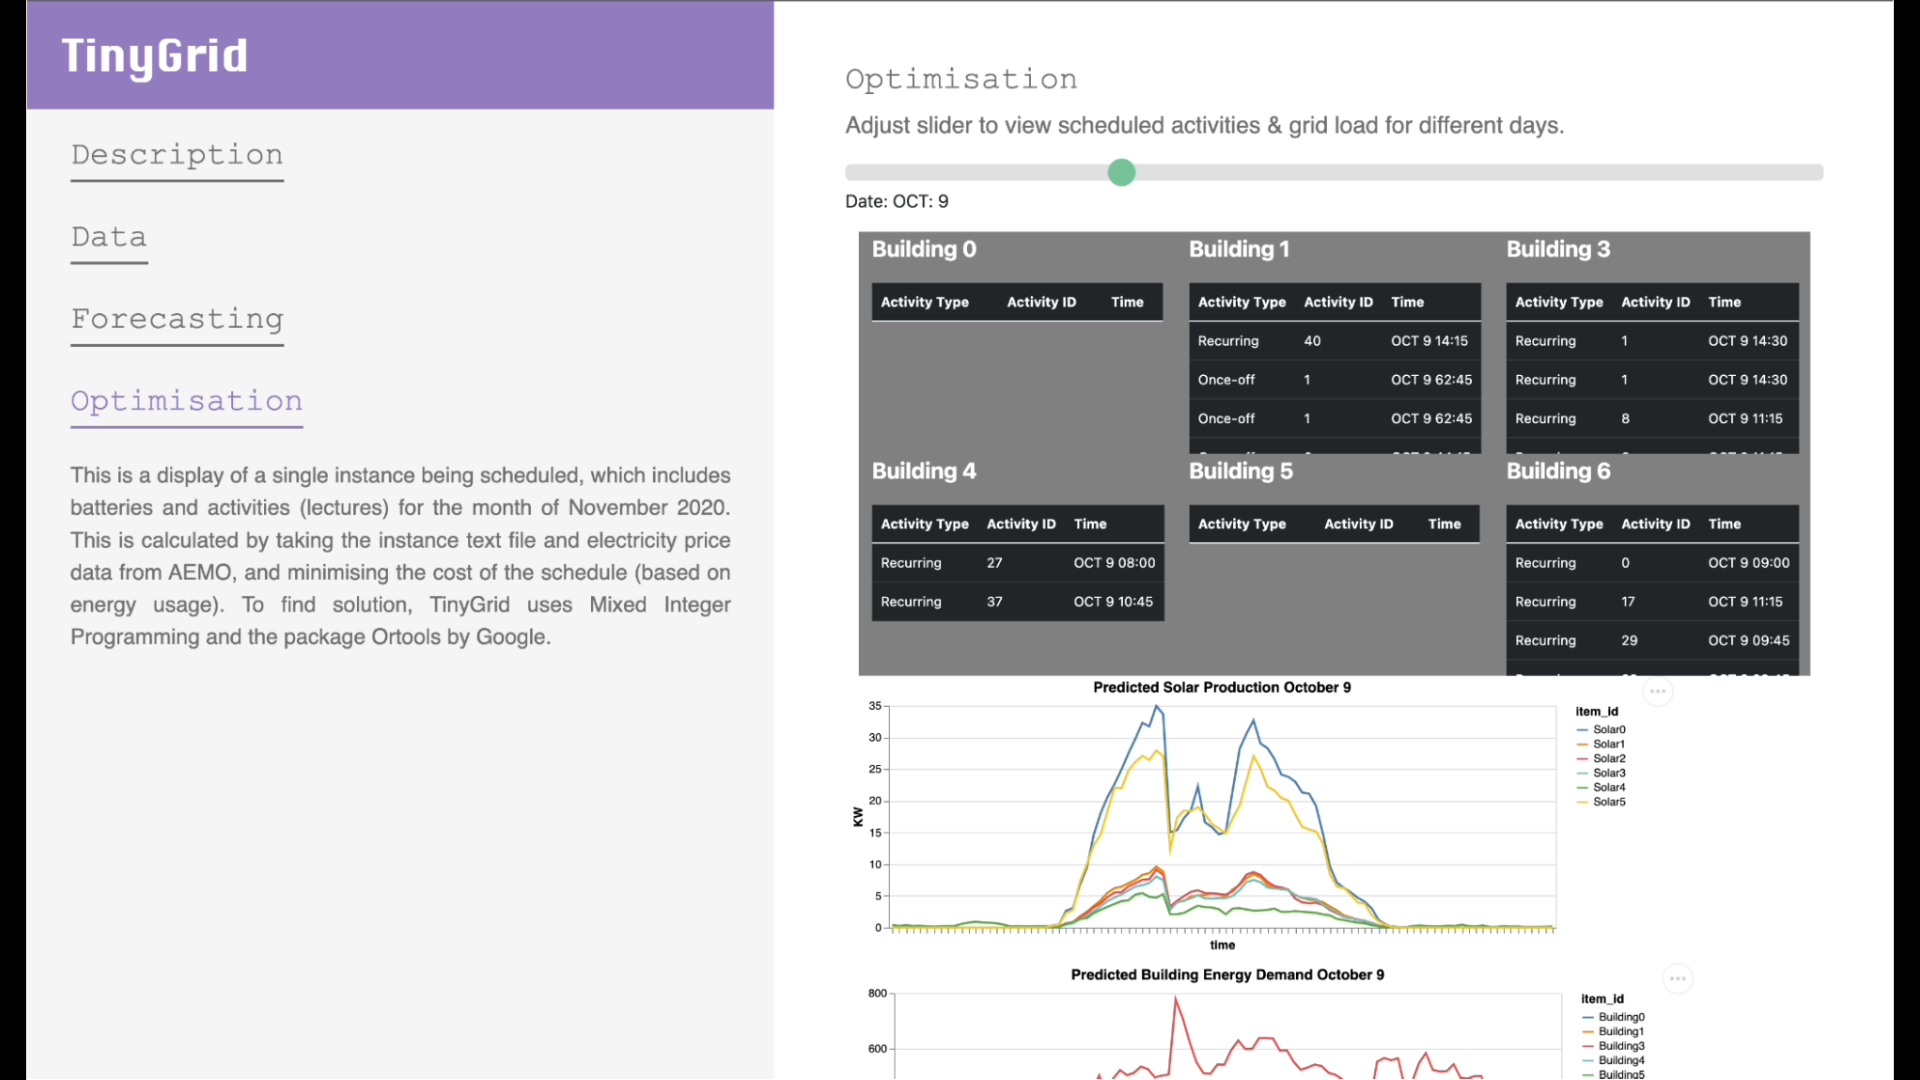 TinyGrid
Description
Data
Forecasting
Optimisation
This is a display of a single instance being scheduled, which includes
batteries and activities (lectures) for the month of November 2020.
This is calculated by taking the instance text file and electricity price
data from AEMO, and minimising the cost of the schedule (based on
energy usage). To find solution, TinyGrid uses Mixed Integer
Programming and the package Ortools by Google.
Optimisation
Adjust slider to view scheduled activities & grid load for different days.
Date: OCT: 9
Building 0
Activity Type Activity ID Time
Building 1
Activity Type Activity ID Time
Recurring 40 OCT 9 14:15
Once-off 1 OCT 9 62:45
Once-off 1 OCT 9 62:45
Building 3
Activity Type Activity ID Time
Recurring 1 OCT 9 14:30
Recurring 1 OCT 9 14:30
Recurring 8 OCT 9 11:15
Building 4
Activity Type Activity ID Time
Recurring 27 OCT 9 08:00
Recurring 37 OCT 9 10:45
Building 5
Activity Type Activity ID Time
Building 6
Activity Type Activity ID Time
Recurring 0 OCT 9 09:00
Recurring 17 OCT 9 11:15
Recurring 29 OCT 9 09:45
Predicted Solar Production October 9
35
30
25
20
15
10
5
0
KW
time
item_id
Solar0
Solar1
Solar2
Solar3
Solar4
Solar5
Predicted Building Energy Demand October 9
800
600
item_id
Building0
Building1
Building3
Building4
Building5